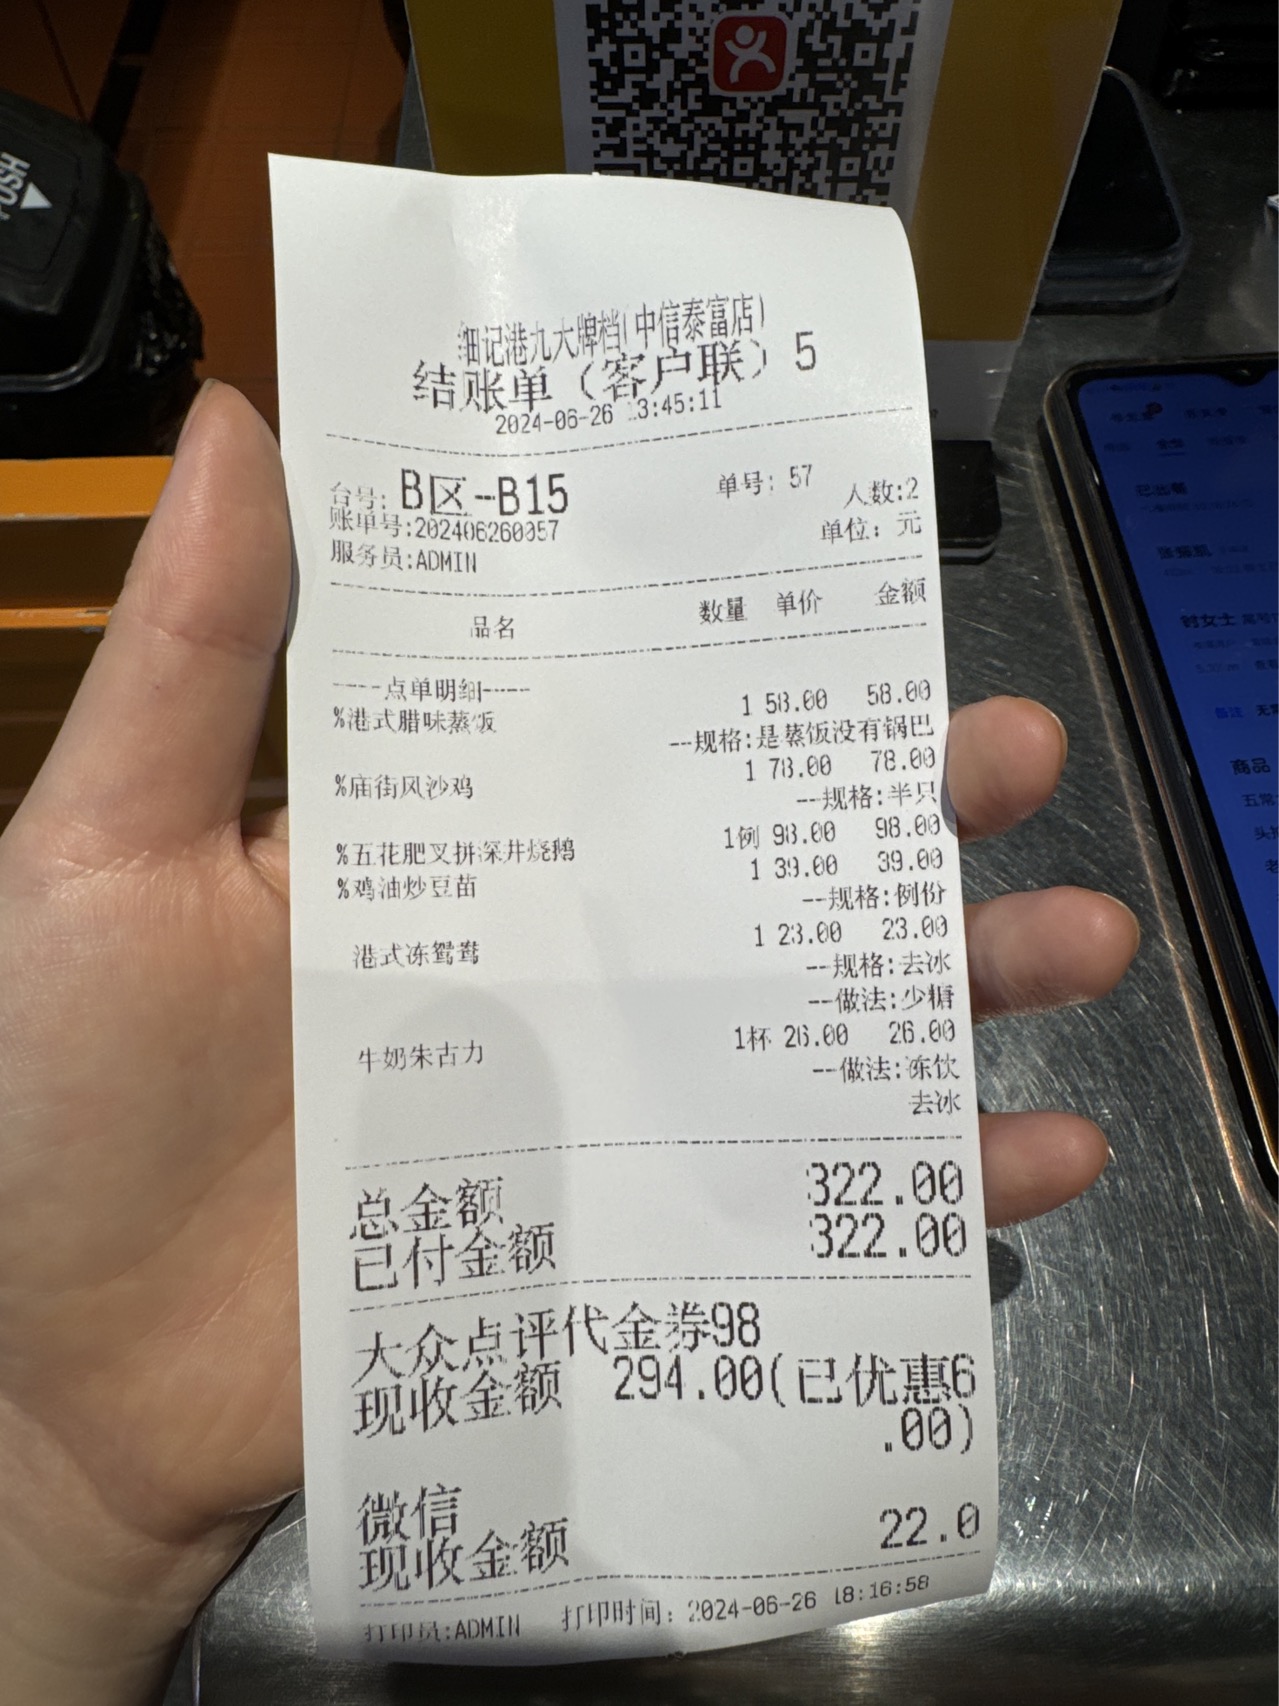 细记港九大牌档(中信泰富店)
结账单(客户联) 5
2024-06-26 13:45:11
台号: B区-B15 单号: 57 人数:2
账单号:202406260057 单位: 元
服务员:ADMIN
品名 数量 单价 金额
----点单明细-----
%港式腊味蒸饭 1 58.00 58.00
--规格:是蒸饭没有锅巴
%庙街风沙鸡 1 78.00 78.00
--规格:半只
%五花肥叉拼深井烧鹅 1例 98.00 98.00
%鸡油炒豆苗 1 39.00 39.00
--规格:例份
港式冻鸳鸯 1 23.00 23.00
--规格:去冰
--做法:少糖
牛奶朱古力 1杯 26.00 26.00
--做法:冻饮
去冰
总金额 322.00
已付金额 322.00
大众点评代金券98
现收金额 294.00(已优惠6
.00)
微信
现收金额 22.0
打印员:ADMIN 打印时间: 2024-06-26 18:16:58
PUSH
商品